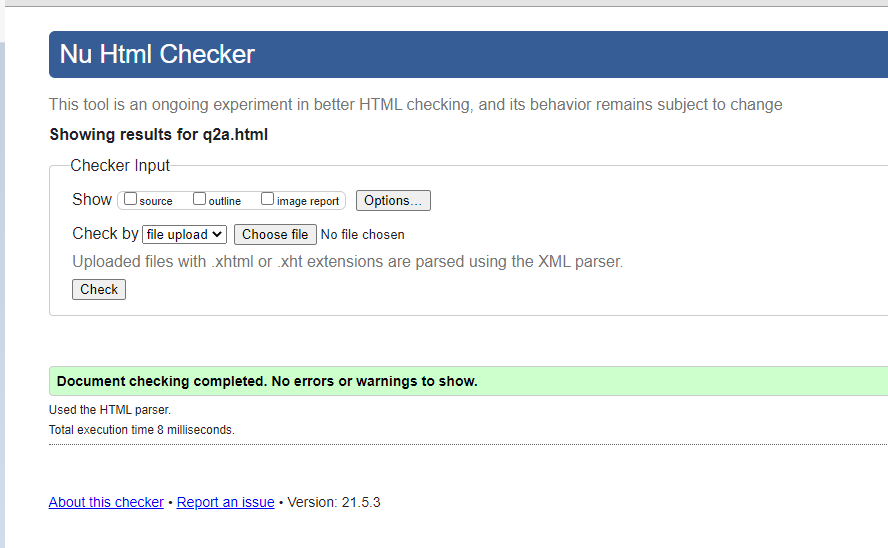 Nu Html Checker
This tool is an ongoing experiment in better HTML checking, and its behavior remains subject to change
Showing results for q2a.html
Checker Input
Show source outline image report Options...
Check by file upload Choose file No file chosen
Uploaded files with .xhtml or .xht extensions are parsed using the XML parser.
Check
Document checking completed. No errors or warnings to show.
Used the HTML parser.
Total execution time 8 milliseconds.
About this checker • Report an issue • Version: 21.5.3